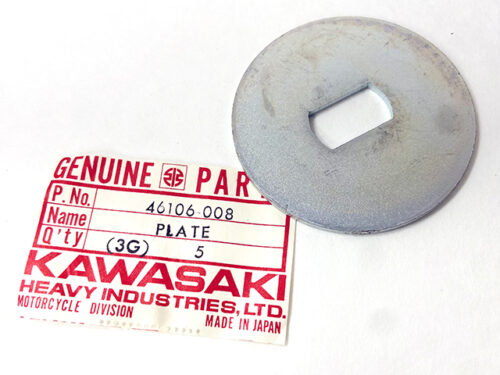 GENUINE PAR
P. No. 46106-008
Name PLATE
Q'ty (3G) 5
KAWASAKI
HEAVY INDUSTRIES, LTD.
MOTORCYCLE DIVISION
MADE IN JAPAN